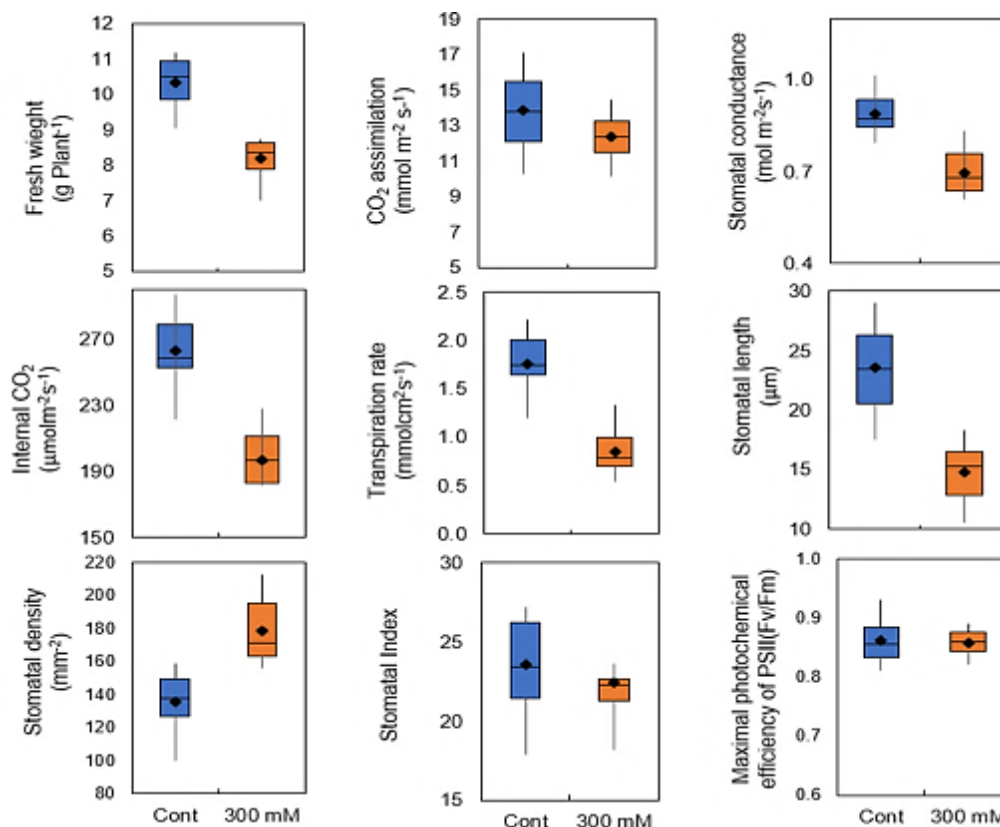 Fresh wieght
(g Plant-1)
12
11
10
9
8
7
6
5
CO2 assimilation
(mmol m-2 s-1)
19
17
15
13
11
9
7
5
Stomatal conductance
(mol m-2s-1)
1.0
0.7
0.4
Internal CO2
(µmolm-2s-1)
270
230
190
150
Transpiration rate
(mmolcm2s-1)
2.5
2.0
1.5
1.0
0.5
0.0
Stomatal length
(µm)
30
25
20
15
10
Stomatal density
(mm-2)
220
200
180
160
140
120
100
80
Cont 300 mM
Stomatal Index
30
25
20
15
Cont 300 mM
Maximal photochemical
efficiency of PSII(Fv/Fm)
1.0
0.9
0.8
0.7
0.6
Cont 300 mM